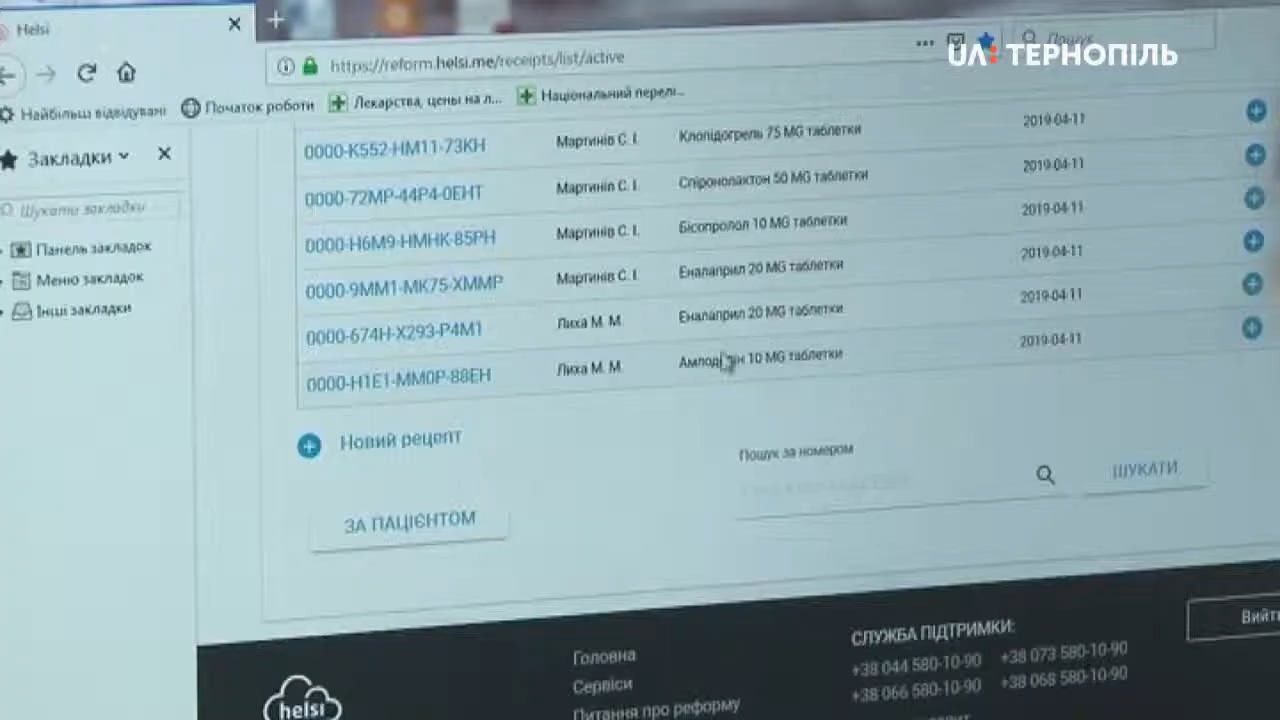 Helsi
UA:ТЕРНОПІЛЬ
https://reform.helsi.me/receipts/list/active
Пошук
Найбільш відвідувані Початок роботи Лекарства, цены на л... Національний перелі...
Закладки
Шукати закладки
Панель закладок
Меню закладок
Інші закладки
0000-K552-HM11-73KH Мартинів С. І. Клопідогрель 75 MG таблетки 2019-04-11
0000-72MP-44P4-0EHT Мартинів С. І. Спіронолактон 50 MG таблетки 2019-04-11
0000-H6M9-HMHK-85PH Мартинів С. І. Бісопролол 10 MG таблетки 2019-04-11
0000-9MM1-MK75-XMMP Мартинів С. І. Еналаприл 20 MG таблетки 2019-04-11
0000-674H-X293-P4M1 Лиха М. М. Еналаприл 20 MG таблетки 2019-04-11
0000-H1E1-MM0P-88EH Лиха М. М. 10 MG таблетки 2019-04-11
Новий рецепт
Пошук за номером
ШУКАТИ
ЗА ПАЦІЄНТОМ
helsi
Головна
Сервіси
Питання про реформу
СЛУЖБА ПІДТРИМКИ:
+38 044 580-10-90 +38 073 580-10-90
+38 066 580-10-90 +38 068 580-10-90